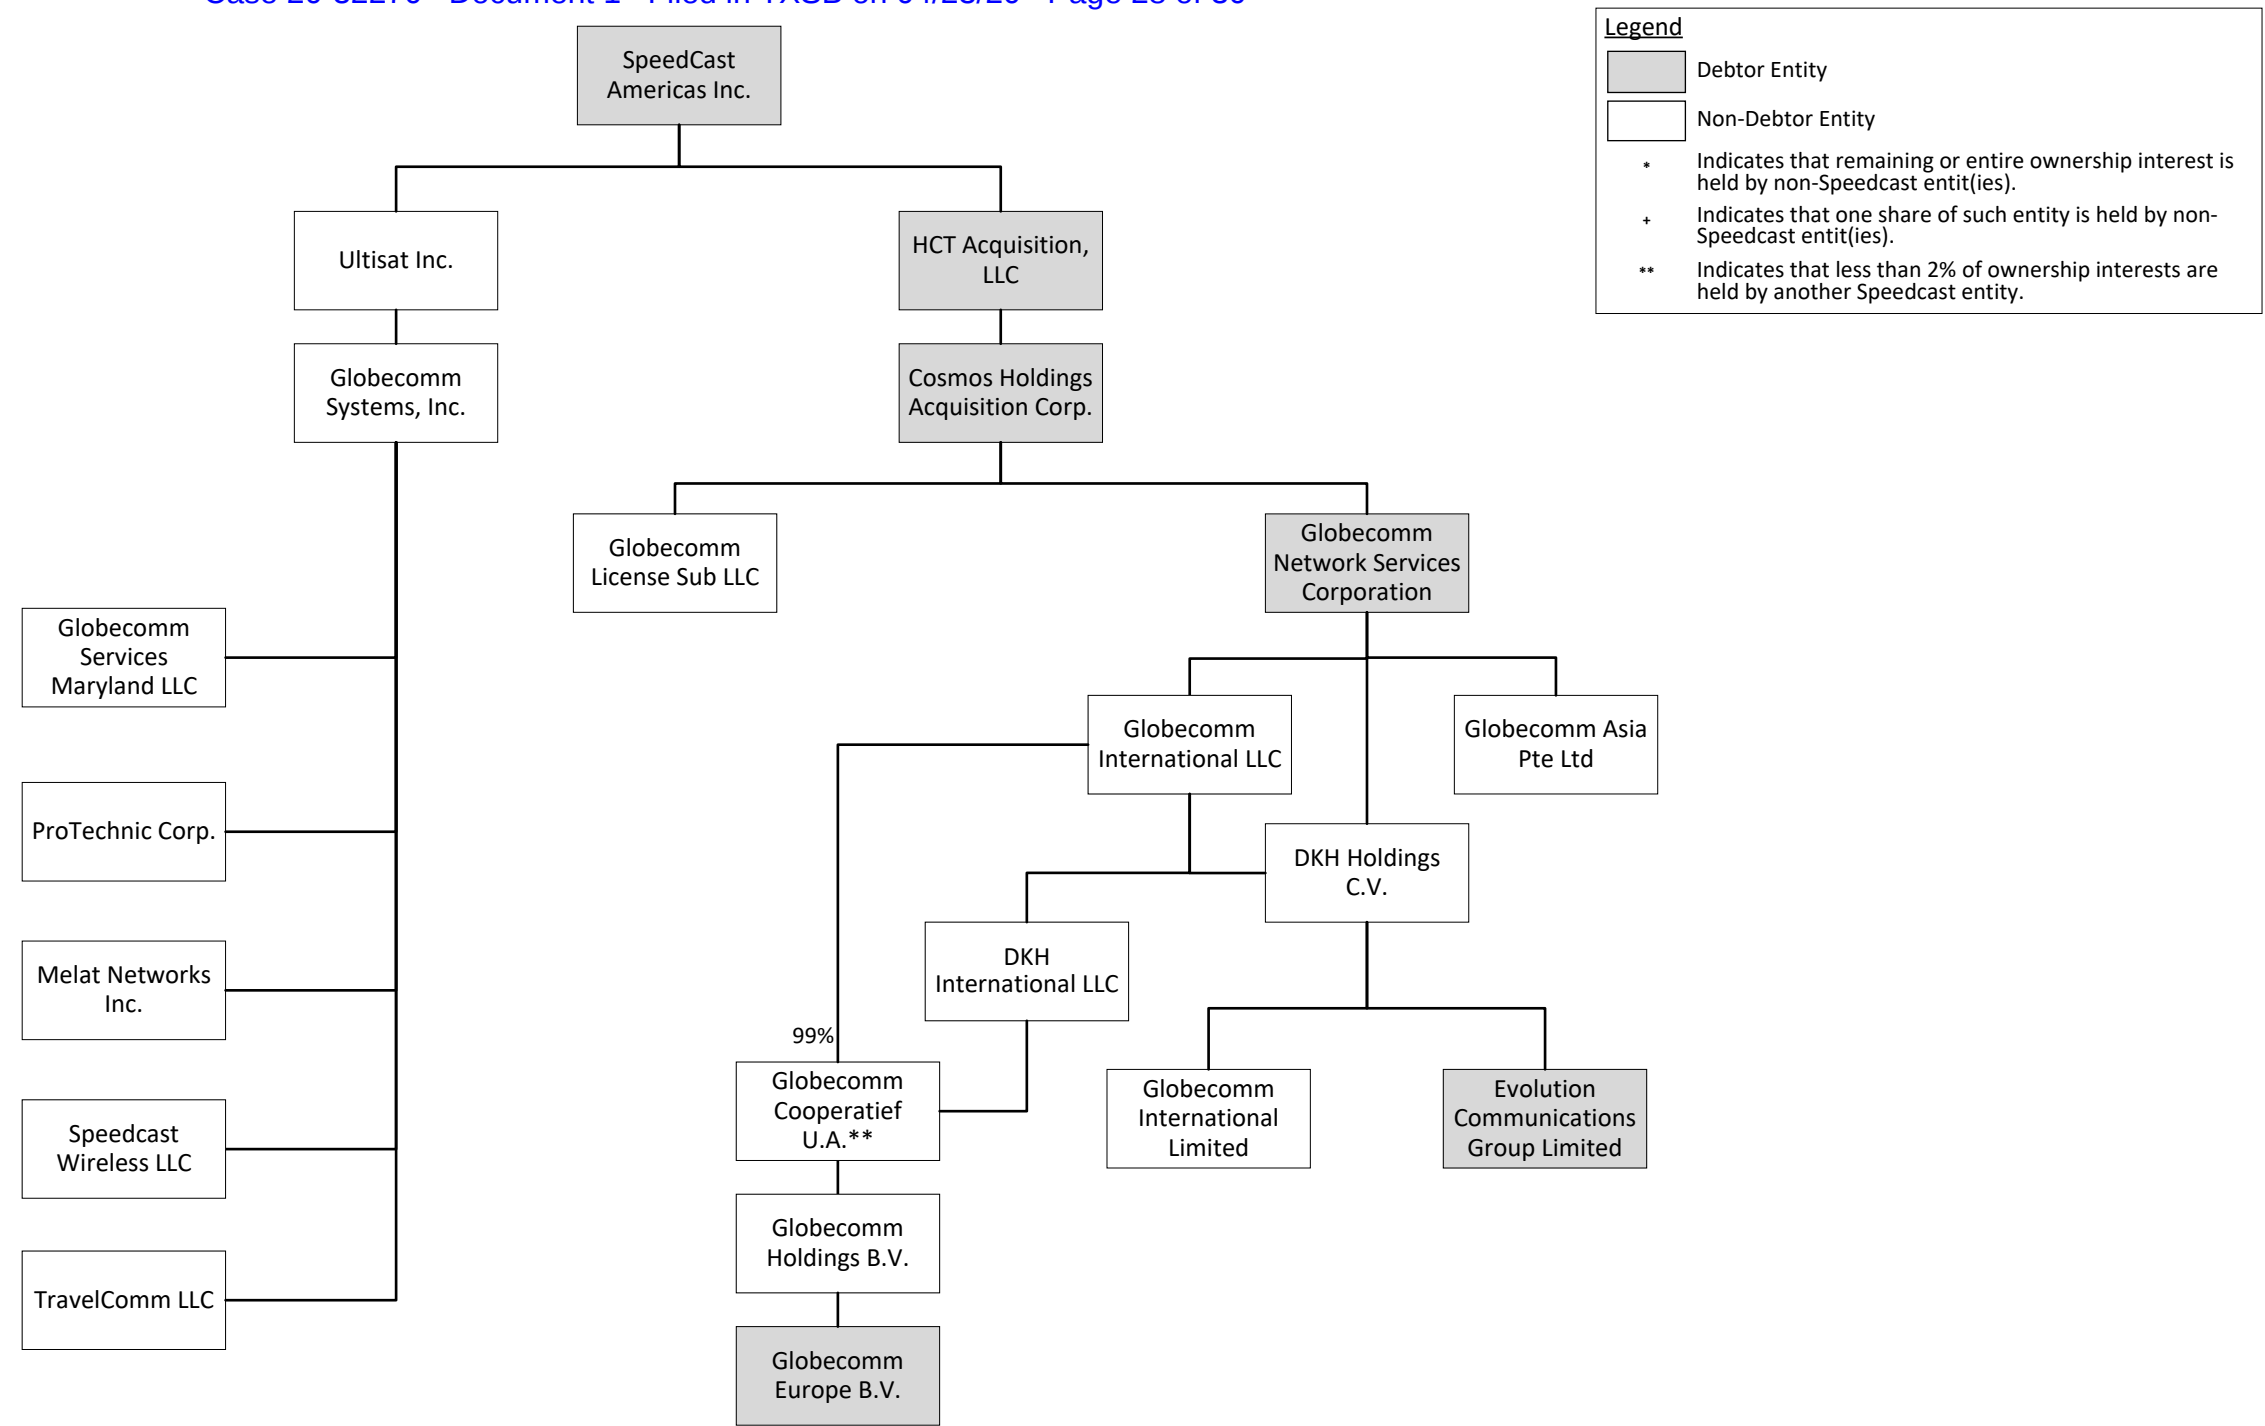 SpeedCast
Americas Inc.
Legend
Debtor Entity
Non-Debtor Entity
* Indicates that remaining or entire ownership interest is
held by non-Speedcast entit(ies).
+ Indicates that one share of such entity is held by non-
Speedcast entit(ies).
** Indicates that less than 2% of ownership interests are
held by another Speedcast entity.
Ultisat Inc.
HCT Acquisition,
LLC
Globecomm
Systems, Inc.
Cosmos Holdings
Acquisition Corp.
Globecomm
License Sub LLC
Globecomm
Network Services
Corporation
Globecomm
Services
Maryland LLC
Globecomm
International LLC
Globecomm Asia
Pte Ltd
ProTechnic Corp.
DKH Holdings
C.V.
Melat Networks
Inc.
DKH
International LLC
99%
Globecomm
Cooperatief
U.A.**
Globecomm
International
Limited
Evolution
Communications
Group Limited
Speedcast
Wireless LLC
Globecomm
Holdings B.V.
TravelComm LLC
Globecomm
Europe B.V.